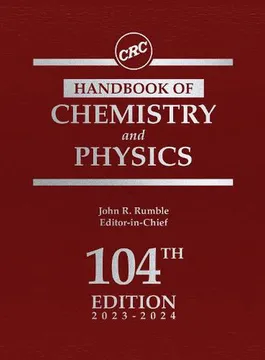 CRC
HANDBOOK OF
CHEMISTRY
and
PHYSICS
John R. Rumble
Editor-in-Chief
104TH
EDITION
2023-2024